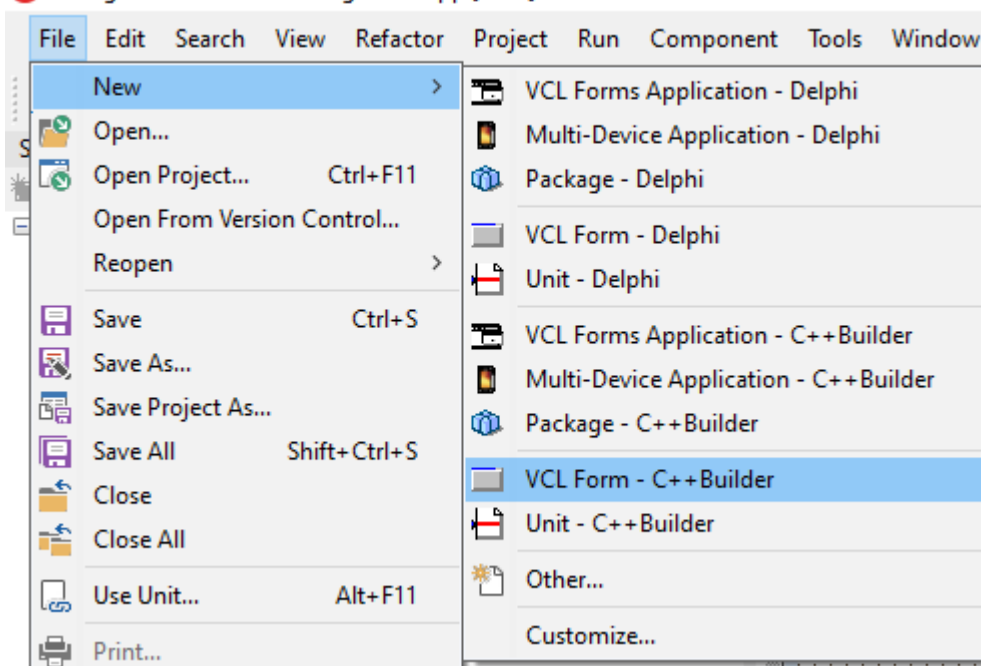 File Edit Search View Refactor Project Run Component Tools Window
New >
Open...
Open Project... Ctrl+F11
Open From Version Control...
Reopen >
Save Ctrl+S
Save As...
Save Project As...
Save All Shift+Ctrl+S
Close
Close All
Use Unit... Alt+F11
Print...
VCL Forms Application - Delphi
Multi-Device Application - Delphi
Package - Delphi
VCL Form - Delphi
Unit - Delphi
VCL Forms Application - C++Builder
Multi-Device Application - C++Builder
Package - C++Builder
VCL Form - C++Builder
Unit - C++Builder
Other...
Customize...